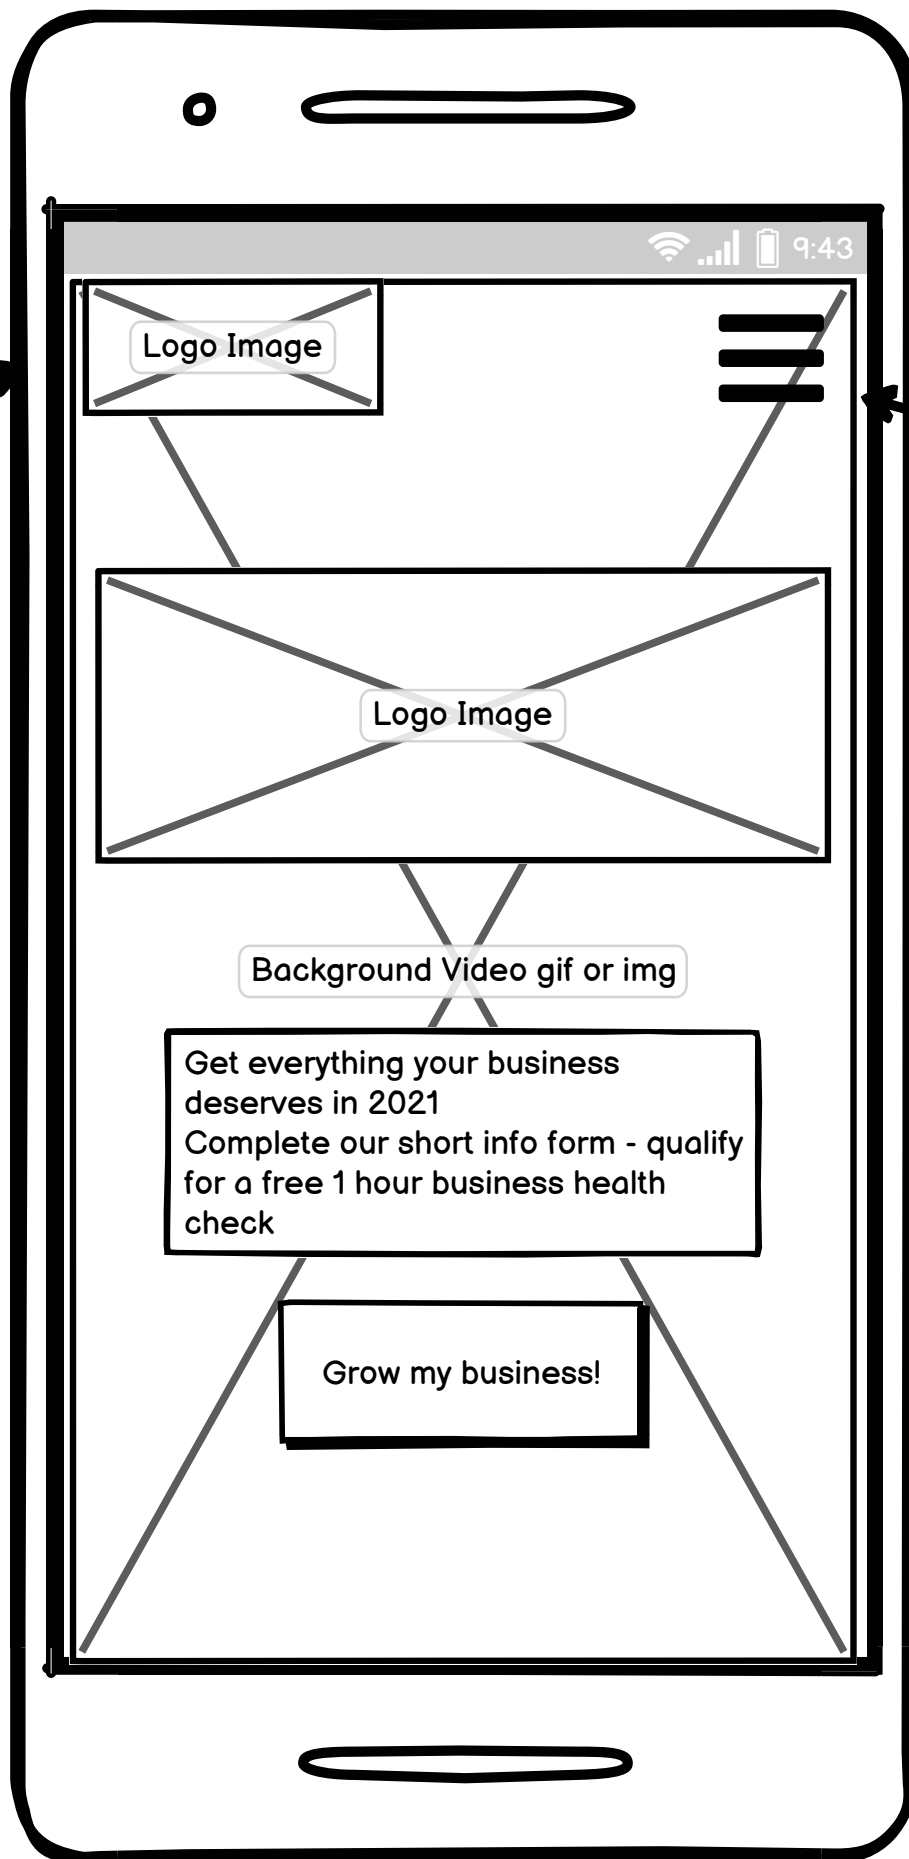 9:43
Logo Image
Logo Image
Background Video gif or img
Get everything your business
deserves in 2021
Complete our short info form - qualify
for a free 1 hour business health
check
Grow my business!